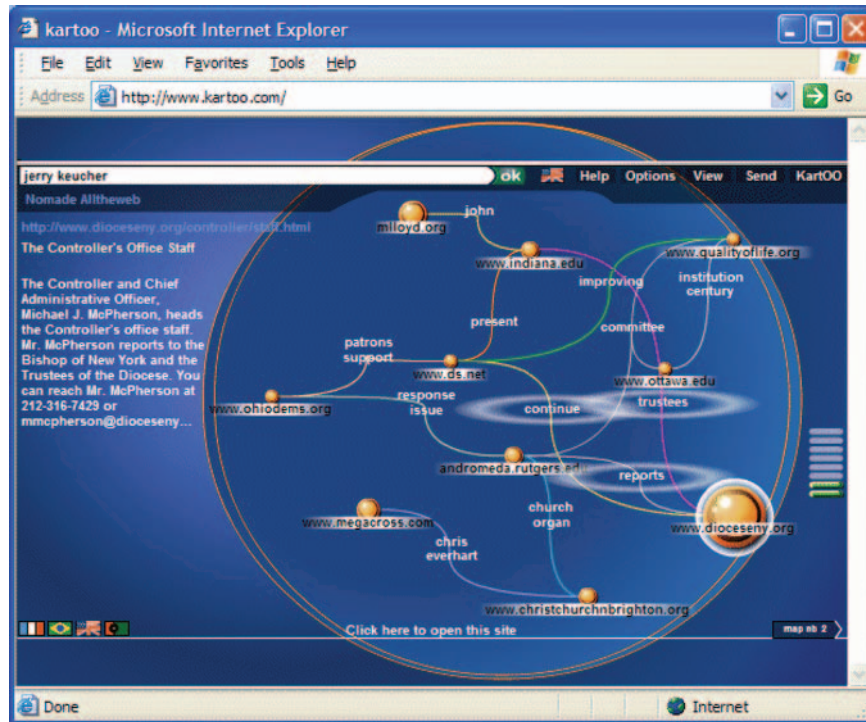 kartoo - Microsoft Internet Explorer
File Edit View Favorites Tools Help
Address http://www.kartoo.com/ Go
jerry keucher ok Help Options View Send KartOO
Nomade Alltheweb
http://www.dioceseny.org/controller/staff.html
The Controller's Office Staff
The Controller and Chief
Administrative Officer,
Michael J. McPherson, heads
the Controller's office staff.
Mr. McPherson reports to the
Bishop of New York and the
Trustees of the Diocese. You
can reach Mr. McPherson at
212-316-7429 or
mmcpherson@dioceseny...
john
mlloyd.org
www.indiana.edu
www.qualityoflife.org
improving
institution
century
present
committee
patrons
support
www.ds.net
www.ottawa.edu
www.ohiodems.org
response
issue
continue
trustees
andromeda.rutgers.edu
reports
www.megacross.com
church
organ
www.dioceseny.org
chris
everhart
www.christchurchnbrighton.org
Click here to open this site
map nb 2
Done Internet